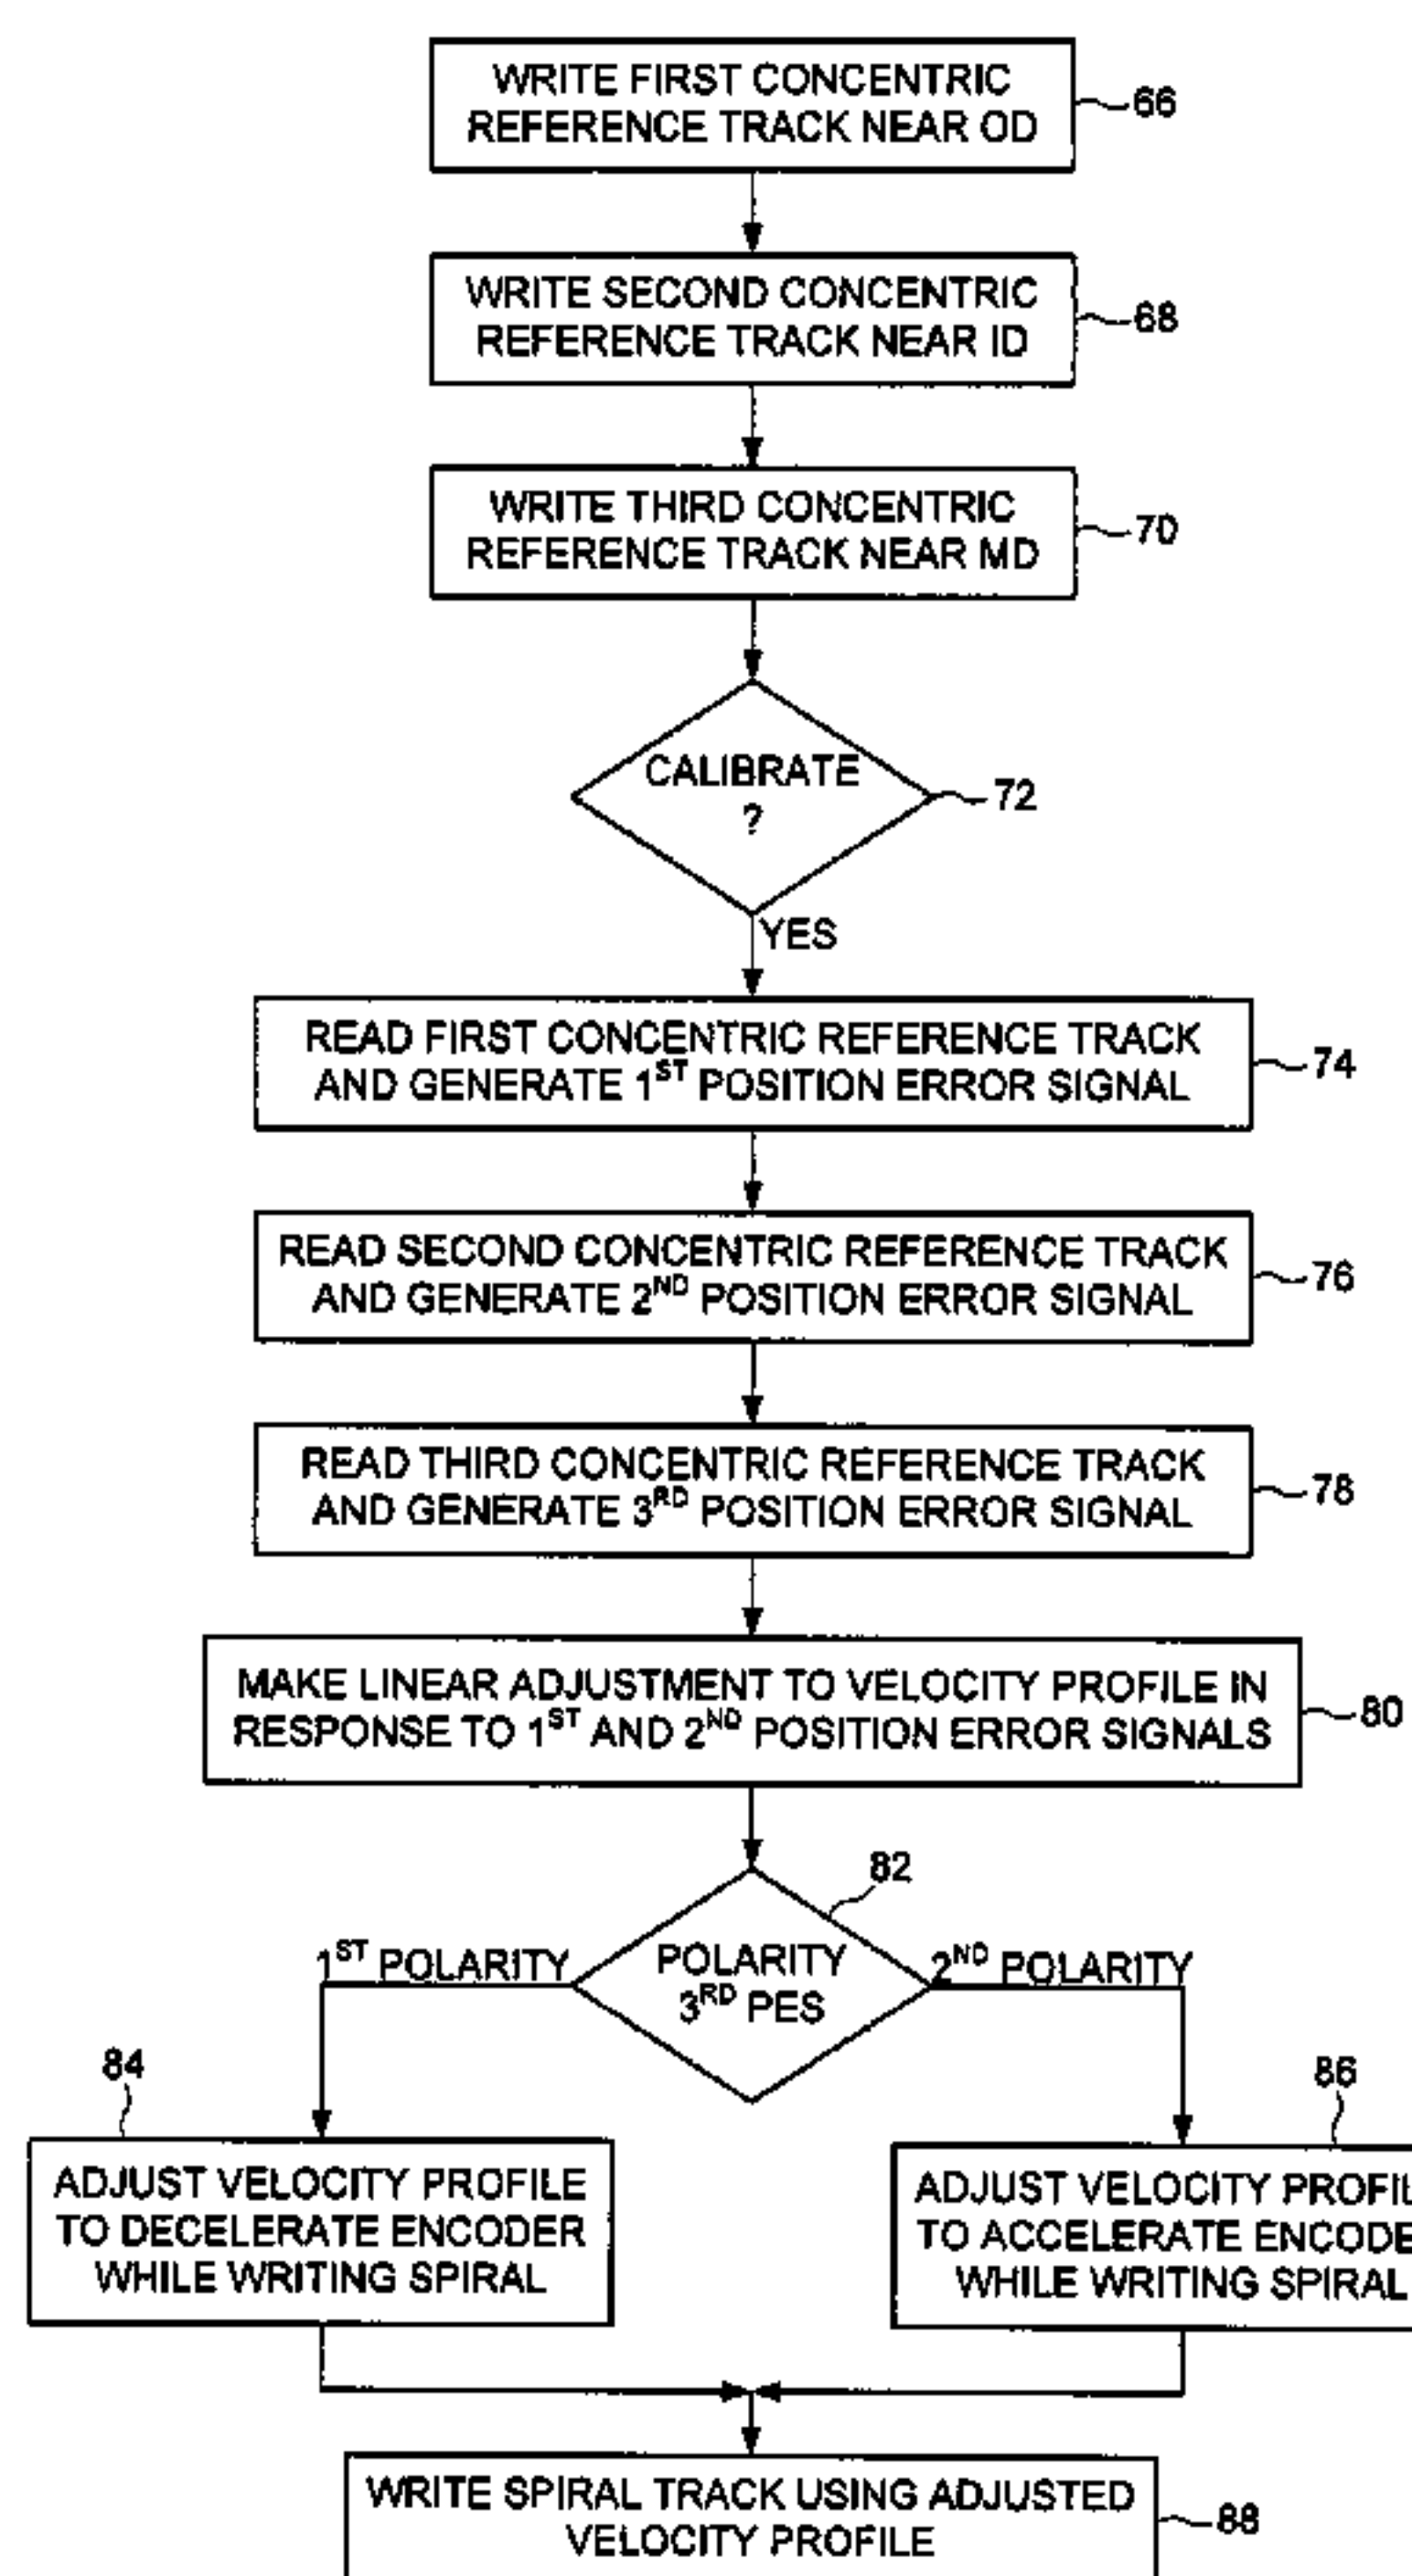 WRITE FIRST CONCENTRIC
REFERENCE TRACK NEAR OD
66
WRITE SECOND CONCENTRIC
REFERENCE TRACK NEAR ID
68
WRITE THIRD CONCENTRIC
REFERENCE TRACK NEAR MD
70
CALIBRATE
?
72
YES
READ FIRST CONCENTRIC REFERENCE TRACK
AND GENERATE 1ST POSITION ERROR SIGNAL
74
READ SECOND CONCENTRIC REFERENCE TRACK
AND GENERATE 2ND POSITION ERROR SIGNAL
76
READ THIRD CONCENTRIC REFERENCE TRACK
AND GENERATE 3RD POSITION ERROR SIGNAL
78
MAKE LINEAR ADJUSTMENT TO VELOCITY PROFILE IN
RESPONSE TO 1ST AND 2ND POSITION ERROR SIGNALS
80
82
1ST POLARITY
POLARITY
3RD PES
2ND POLARITY
84
ADJUST VELOCITY PROFILE
TO DECELERATE ENCODER
WHILE WRITING SPIRAL
86
ADJUST VELOCITY
TO ACCELERATE
WHILE WRITING SPIRAL
WRITE SPIRAL TRACK USING ADJUSTED
VELOCITY PROFILE
88